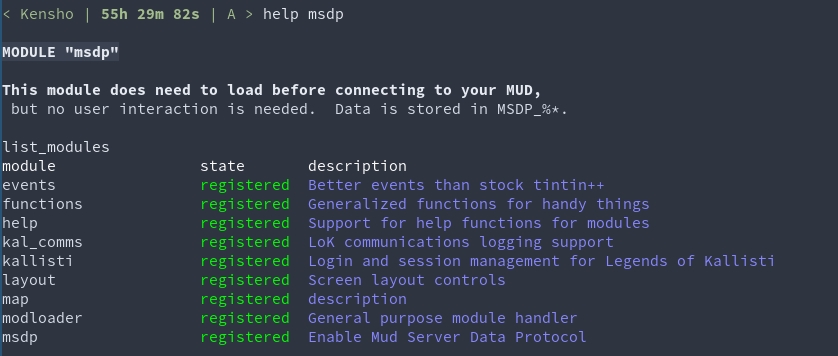 < Kensho | 55h 29m 82s | A > help msdp
MODULE "msdp"
This module does need to load before connecting to your MUD,
but no user interaction is needed.  Data is stored in MSDP_%*.
list_modules
module state description
events registered Better events than stock tintin++
functions registered Generalized functions for handy things
help registered Support for help functions for modules
kal_comms registered LoK communications logging support
kallisti registered Login and session management for Legends of Kallisti
layout registered Screen layout controls
map registered description
modloader registered General purpose module handler
msdp registered Enable Mud Server Data Protocol